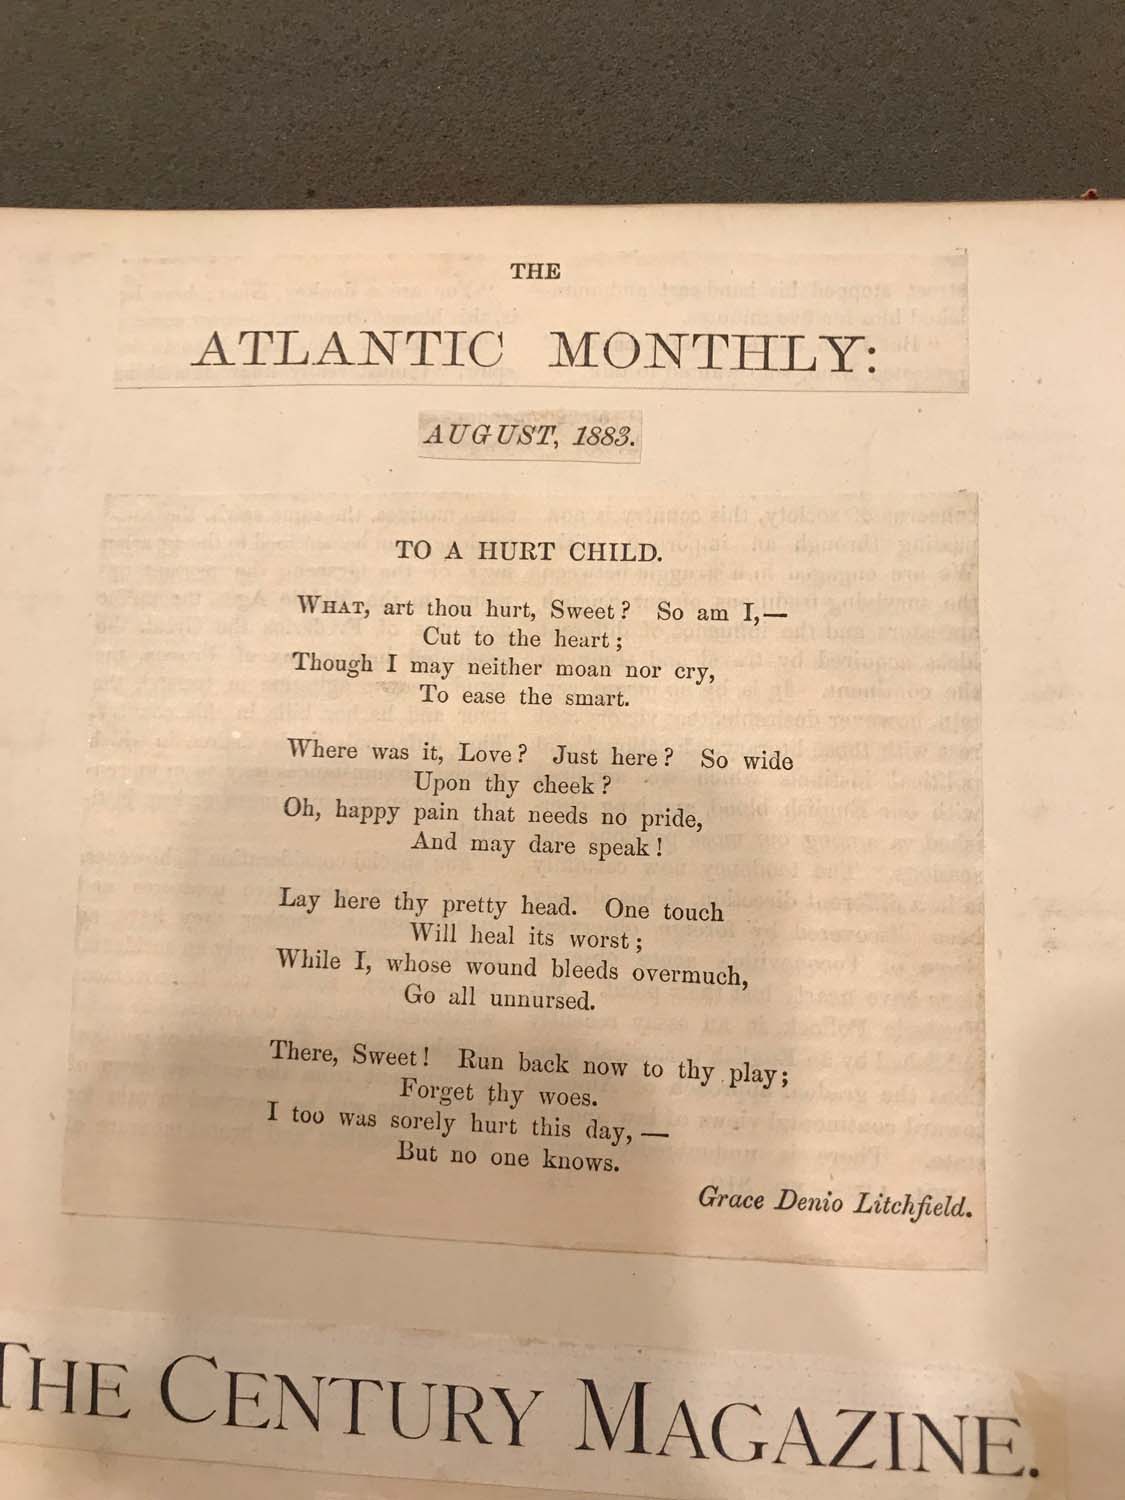 THE
ATLANTIC MONTHLY:
AUGUST, 1883.
TO A HURT CHILD.
WHAT, art thou hurt, Sweet? So am I,—
Cut to the heart;
Though I may neither moan nor cry,
To ease the smart.
Where was it, Love? Just here? So wide
Upon thy cheek?
Oh, happy pain that needs no pride,
And may dare speak!
Lay here thy pretty head. One touch
Will heal its worst;
While I, whose wound bleeds overmuch,
Go all unnursed.
There, Sweet! Run back now to thy play;
Forget thy woes.
I too was sorely hurt this day,—
But no one knows.
Grace Denio Litchfield.
THE CENTURY MAGAZINE.